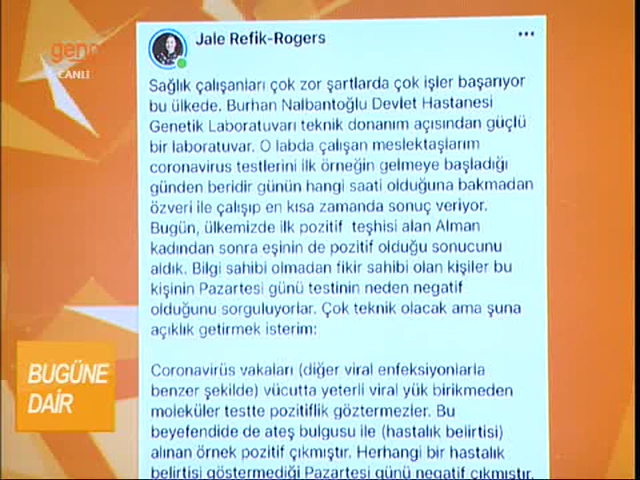 Jale Refik-Rogers
genç
CANLI
Sağlık çalışanları çok zor şartlarda çok işler başarıyor
bu ülkede. Burhan Nalbantoğlu Devlet Hastanesi
Genetik Laboratuvarı teknik donanım açısından güçlü
bir laboratuvar. O labda çalışan meslektaşlarım
coronavirus testlerini ilk örneğin gelmeye başladığı
günden beridir günün hangi saati olduğuna bakmadan
özveri ile çalışıp en kısa zamanda sonuç veriyor.
Bugün, ülkemizde ilk pozitif teşhisi alan Alman
kadından sonra eşinin de pozitif olduğu sonucunu
aldık. Bilgi sahibi olmadan fikir sahibi olan kişiler bu
kişinin Pazartesi günü testinin neden negatif
olduğunu sorguluyorlar. Çok teknik olacak ama şuna
açıklık getirmek isterim:
Coronavirüs vakaları (diğer viral enfeksiyonlarla
benzer şekilde) vücutta yeterli viral yük birikmeden
moleküler testte pozitiflik göztermezler. Bu
beyefendide de ateş bulgusu ile (hastalık belirtisi)
alınan örnek pozitif çıkmıştır. Herhangi bir hastalık
belirtisi göstermediği Pazartesi günü negatif çıkmıştır.
BUGÜNE
DAİR